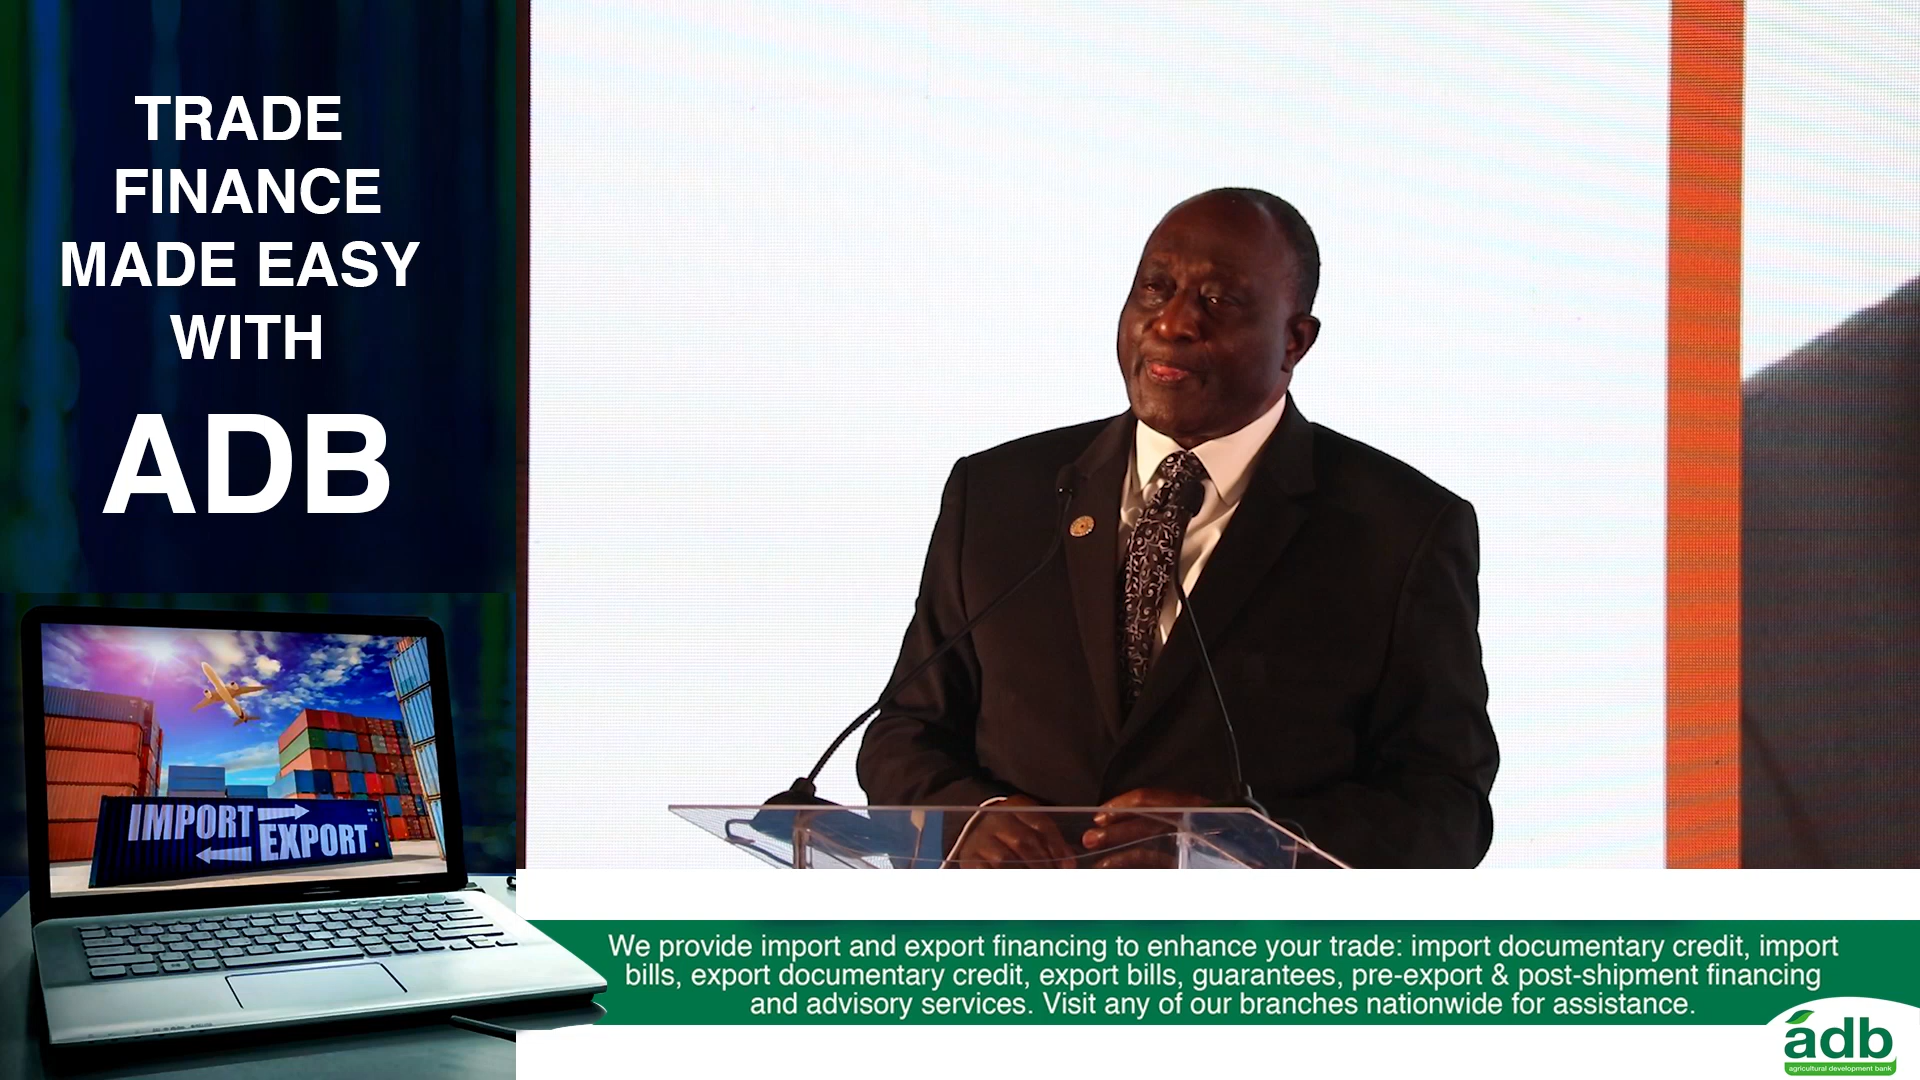 TRADE
FINANCE
MADE EASY
WITH
ADB
IMPORT
EXPORT
We provide import and export financing to enhance your trade: import documentary credit, import
bills, export documentary credit, export bills, guarantees, pre-export & post-shipment financing
and advisory services. Visit any of our branches nationwide for assistance.
adb
agricultural development bank